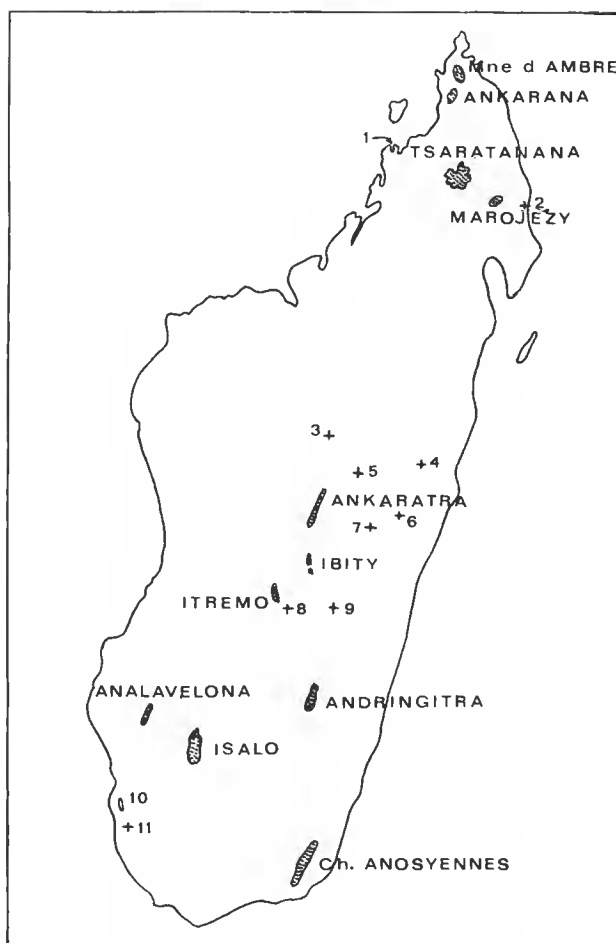 Mne d AMBRE
ANKARANA
1
TSARATANANA
MAROJEZY
+2
3+
+4
+5
ANKARATRA
+6
7+
IBITY
ITREMO
+8
+9
ANALAVELONA
ANDRINGITRA
ISALO
10
+11
Ch. ANOSYENNES